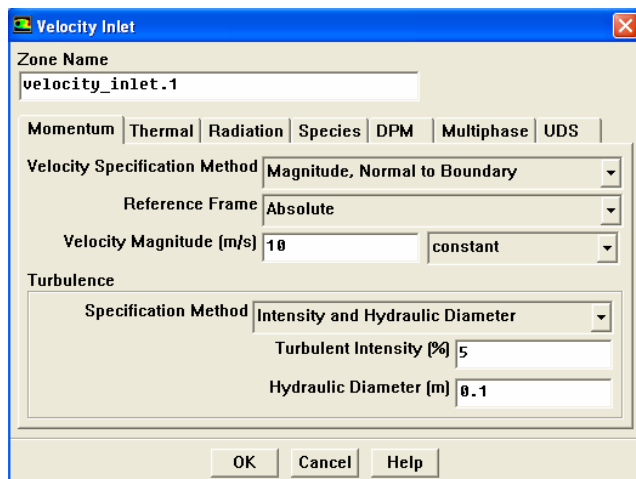 Velocity Inlet
Zone Name
velocity_inlet.1
Momentum Thermal Radiation Species DPM Multiphase UDS
Velocity Specification Method Magnitude, Normal to Boundary
Reference Frame Absolute
Velocity Magnitude (m/s) 10 constant
Turbulence
Specification Method Intensity and Hydraulic Diameter
Turbulent Intensity (%) 5
Hydraulic Diameter (m) 0.1
OK Cancel Help